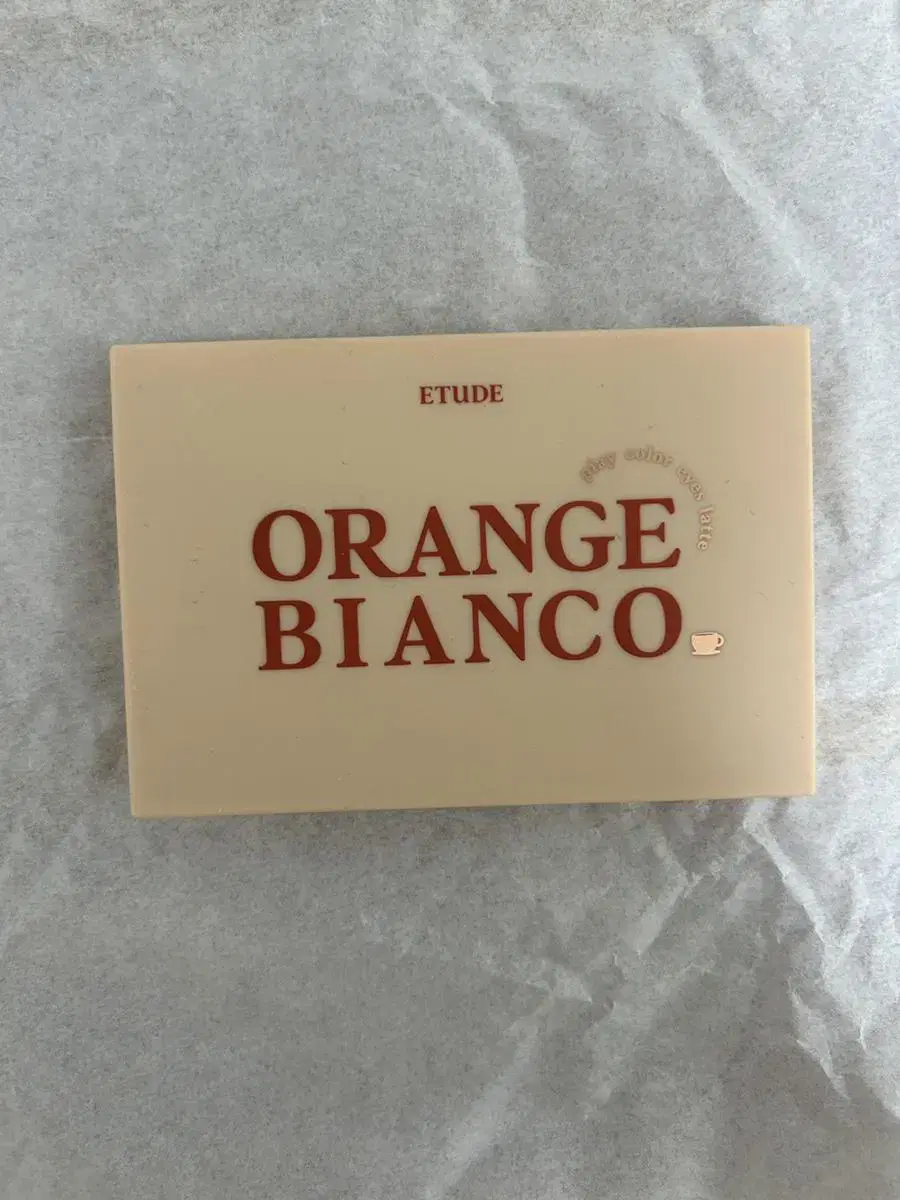 ETUDE
play color eyes latte
ORANGE
BIANCO